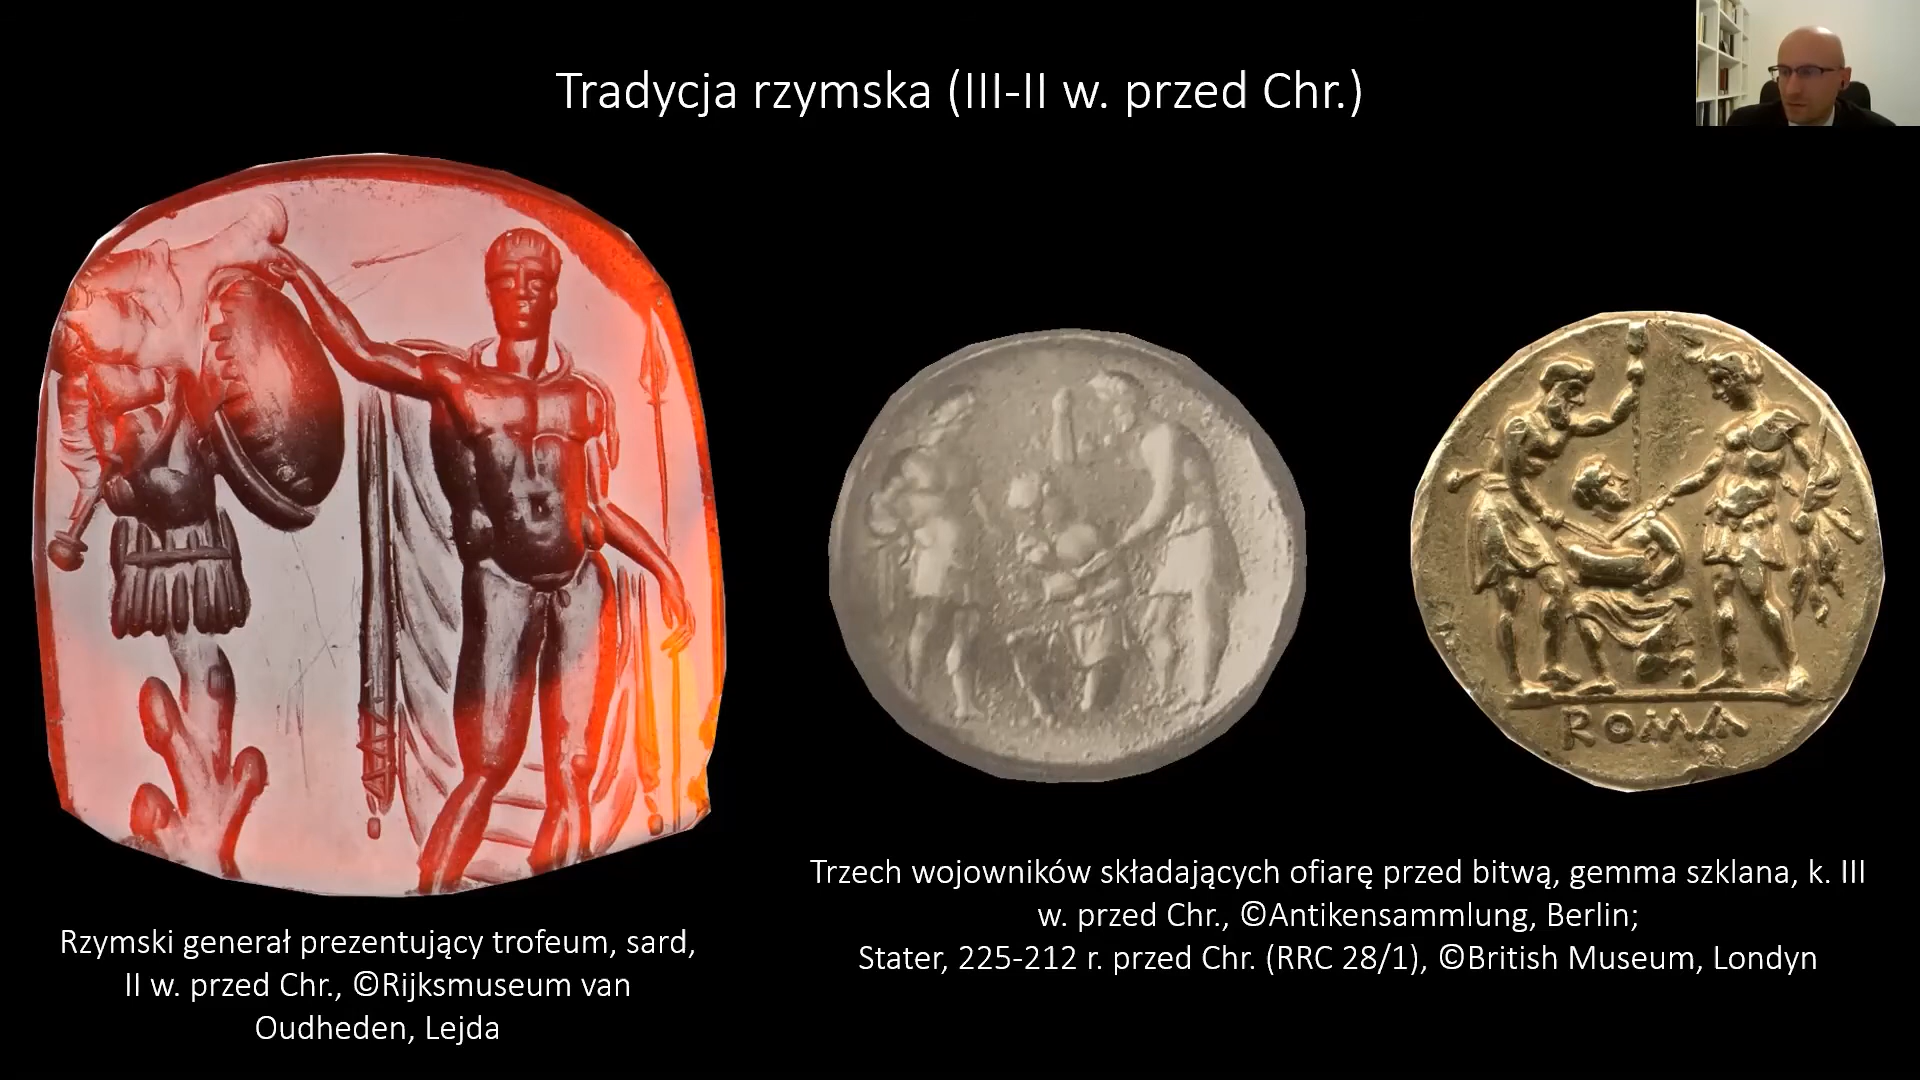 Tradycja rzymska (III-II w. przed Chr.)
ROMA
Rzymski generał prezentujący trofeum, sard,
II w. przed Chr., ©Rijksmuseum van
Oudheden, Lejda
Trzech wojowników składających ofiarę przed bitwą, gemma szklana, k. III
w. przed Chr., ©Antikensammlung, Berlin;
Stater, 225-212 r. przed Chr. (RRC 28/1), ©British Museum, Londyn